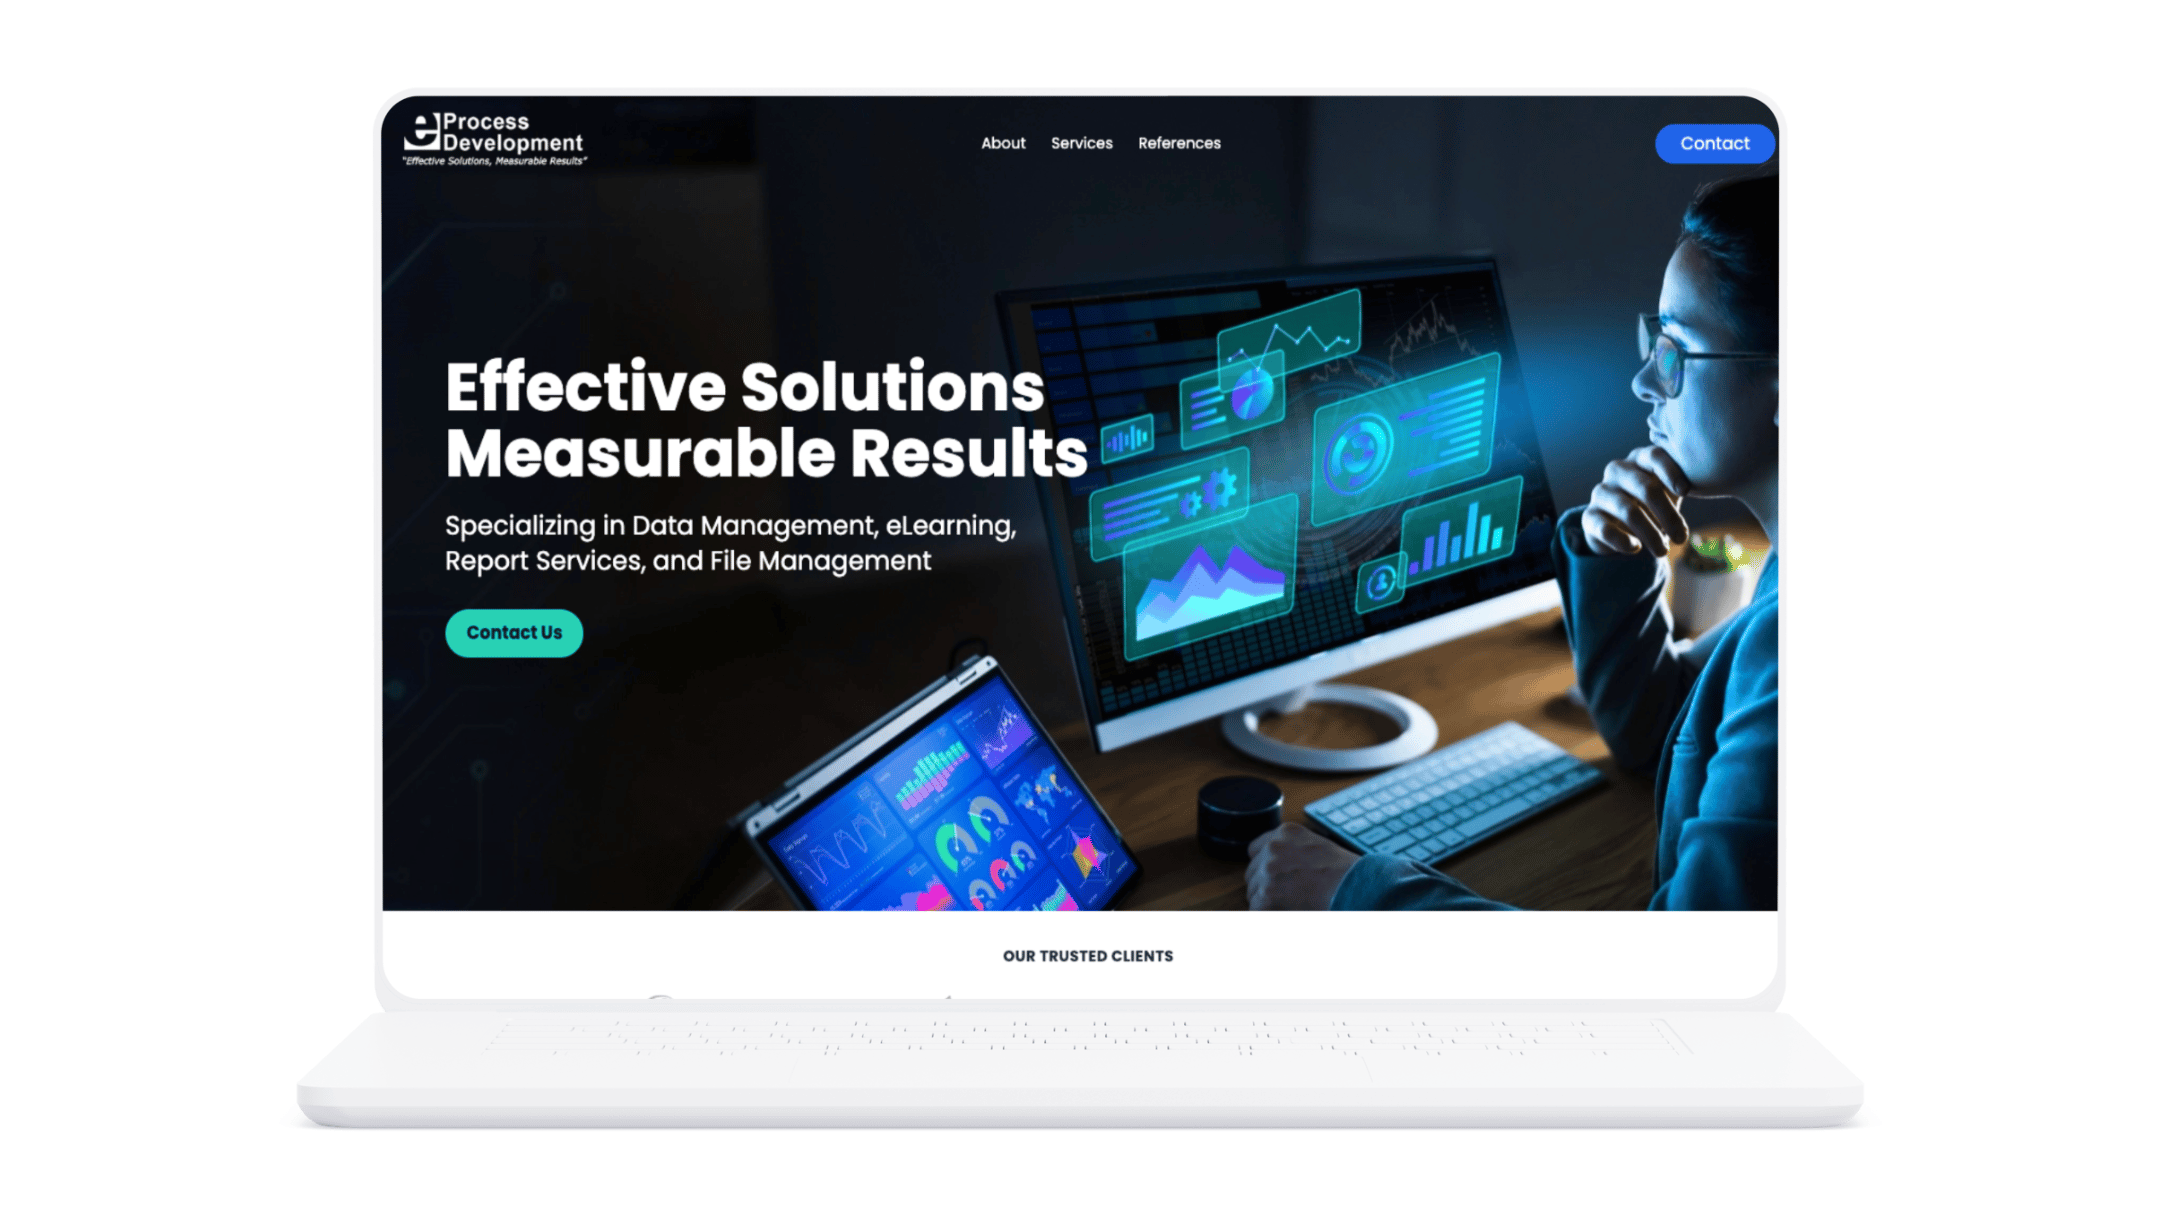 e Process
Development
"Effective Solutions, Measurable Results"
About Services References
Contact
Effective Solutions
Measurable Results
Specializing in Data Management, eLearning,
Report Services, and File Management
Contact Us
OUR TRUSTED CLIENTS